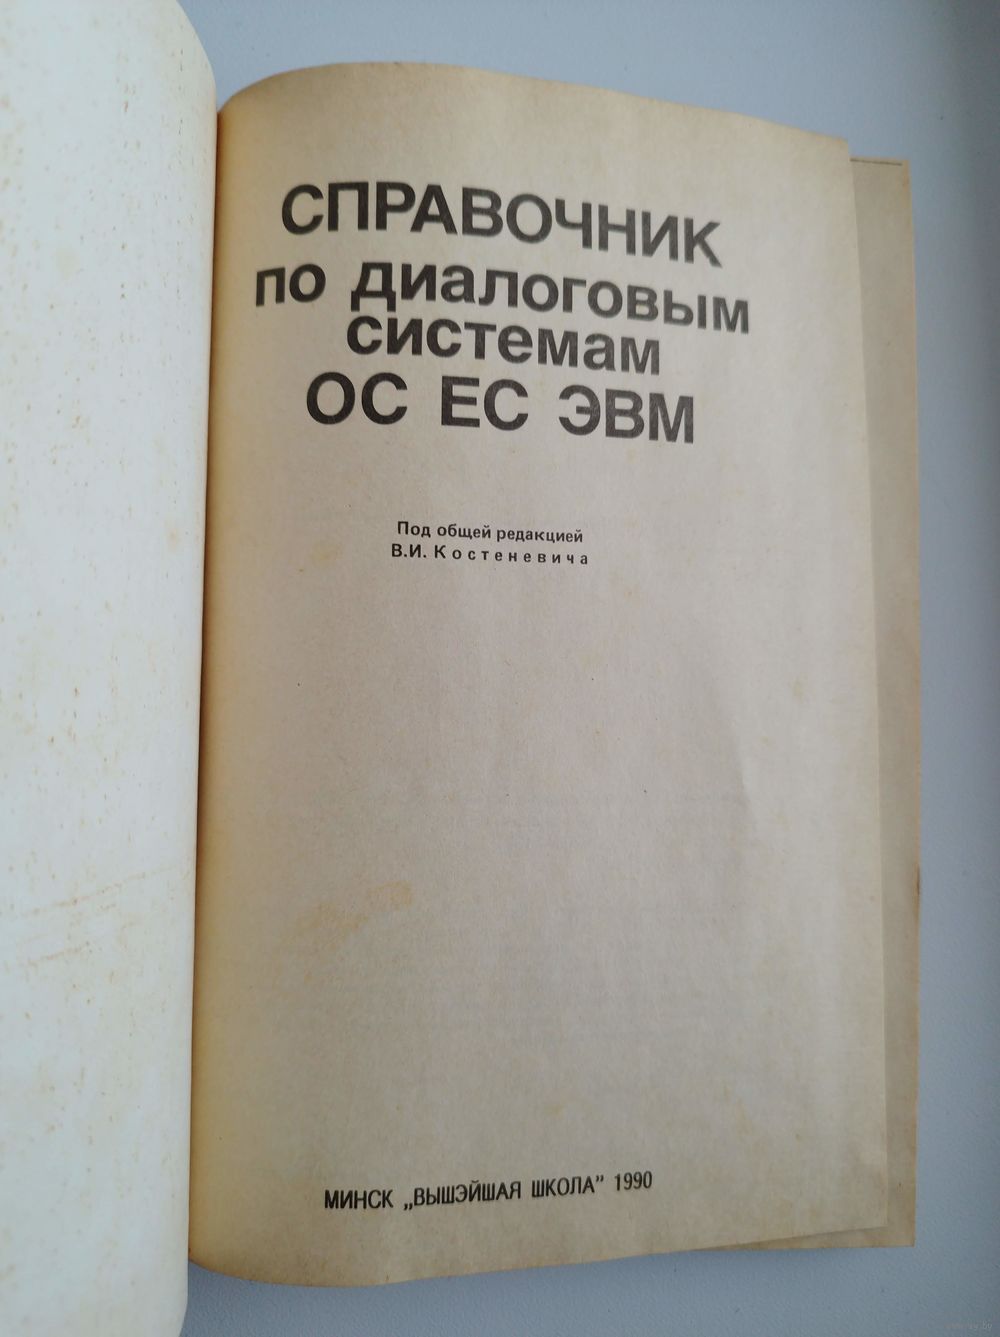 СПРАВОЧНИК
по диалоговым
системам
ОС ЕС ЭВМ
Под общей редакцией
В.И. Костеневича
МИНСК „ВЫШЭЙШАЯ ШКОЛА” 1990